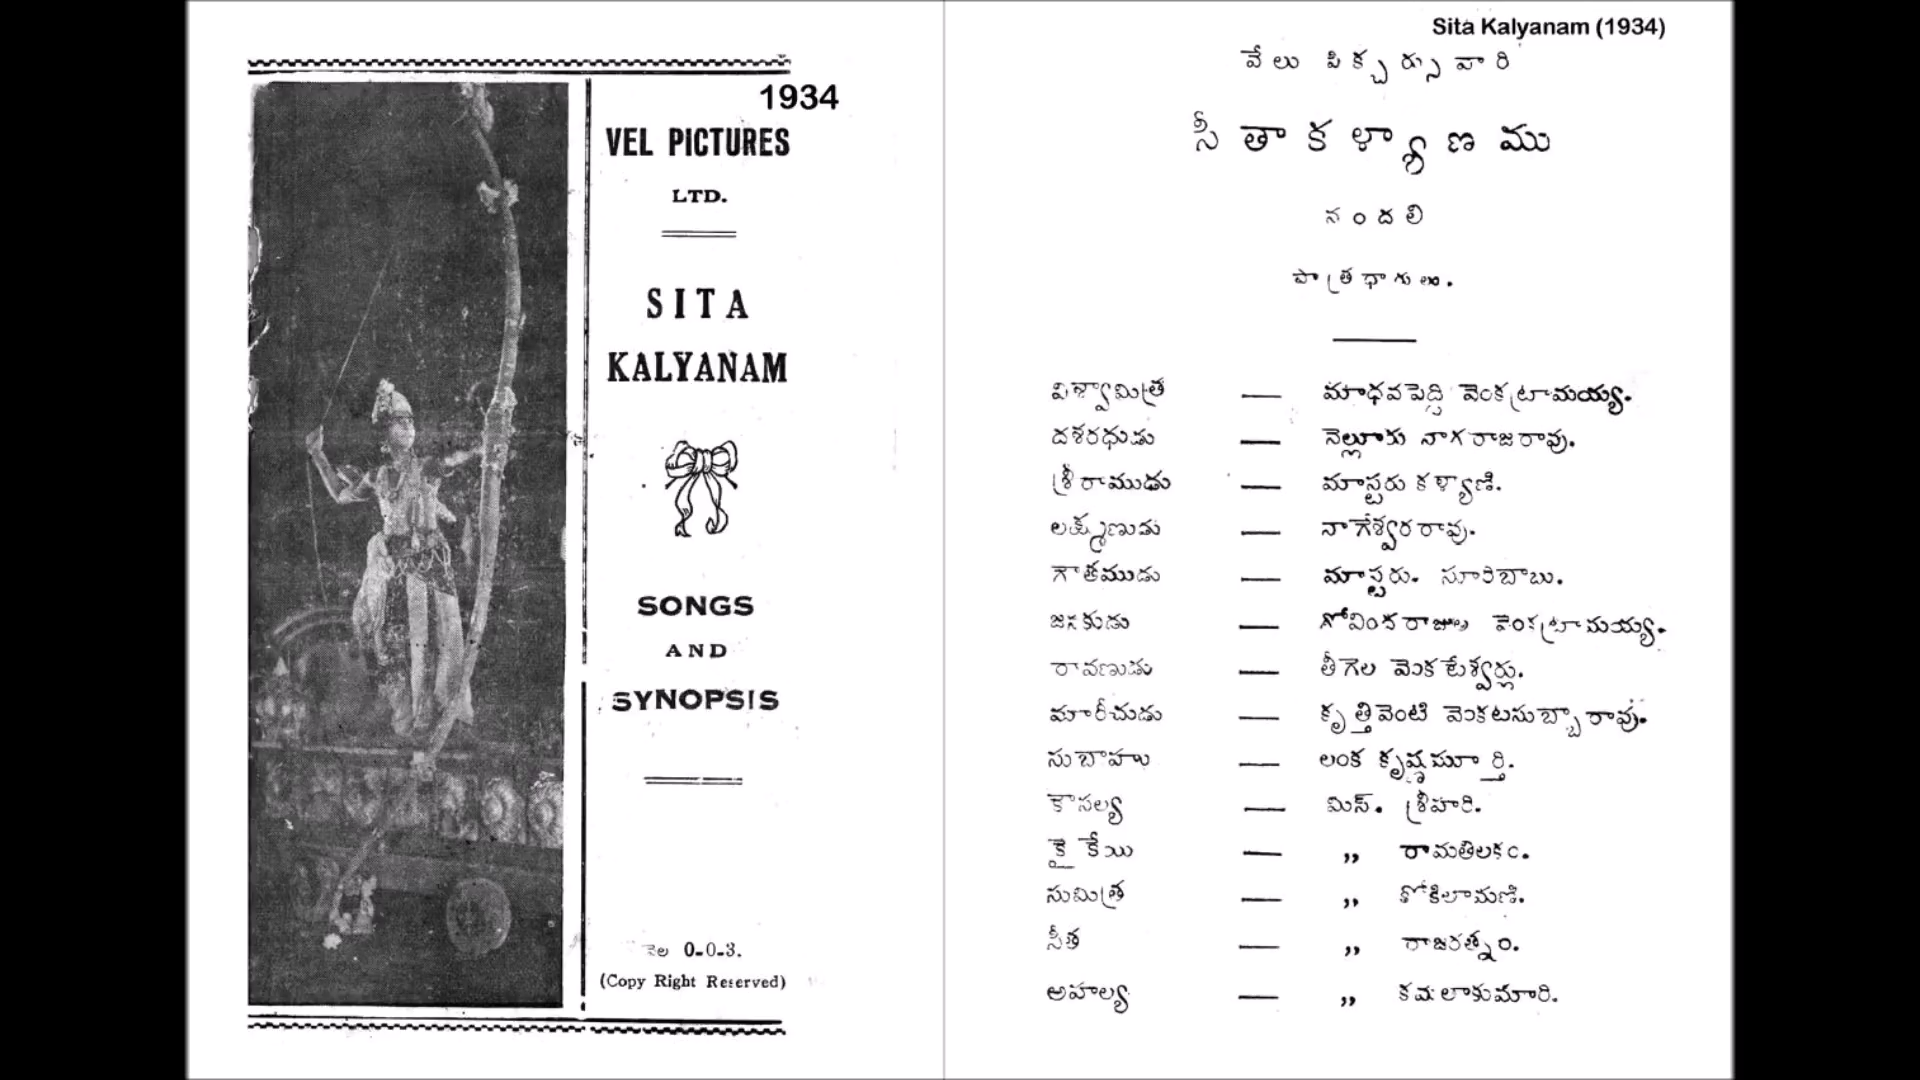 1934
VEL PICTURES
LTD.
SITA
KALYANAM
SONGS
AND
SYNOPSIS
వెల 0-0-3.
(Copy Right Reserved)
Sita Kalyanam (1934)
వేలు పిక్చర్సు వారి
సీతాకళ్యాణము
నందలి
పాత్రధారులు.
విశ్వామిత్ర — మాధవపెద్ది వెంకట్రామయ్య.
దశరధుడు — నెల్లూరు నాగరాజరావు.
శ్రీరాముడు — మాస్టరు కళ్యాణి.
లక్ష్మణుడు — నాగేశ్వరరావు.
గౌతముడు — మాస్టరు. సూరిబాబు.
జనకుడు — గోవిందరాజుల వెంకట్రామయ్య.
రావణుడు — తీగెల వెంకటేశ్వర్లు.
మారీచుడు — కృత్తివెంటి వెంకటసుబ్బారావు.
సుబాహు — లంక కృష్ణమూర్తి.
కౌసల్య — మిస్. శ్రీహరి.
కైకేయి — ,, రామతిలకం.
సుమిత్ర — ,, కోకిలామణి.
సీత — ,, రాజరత్నం.
అహల్య — ,, కమలాకుమారి.